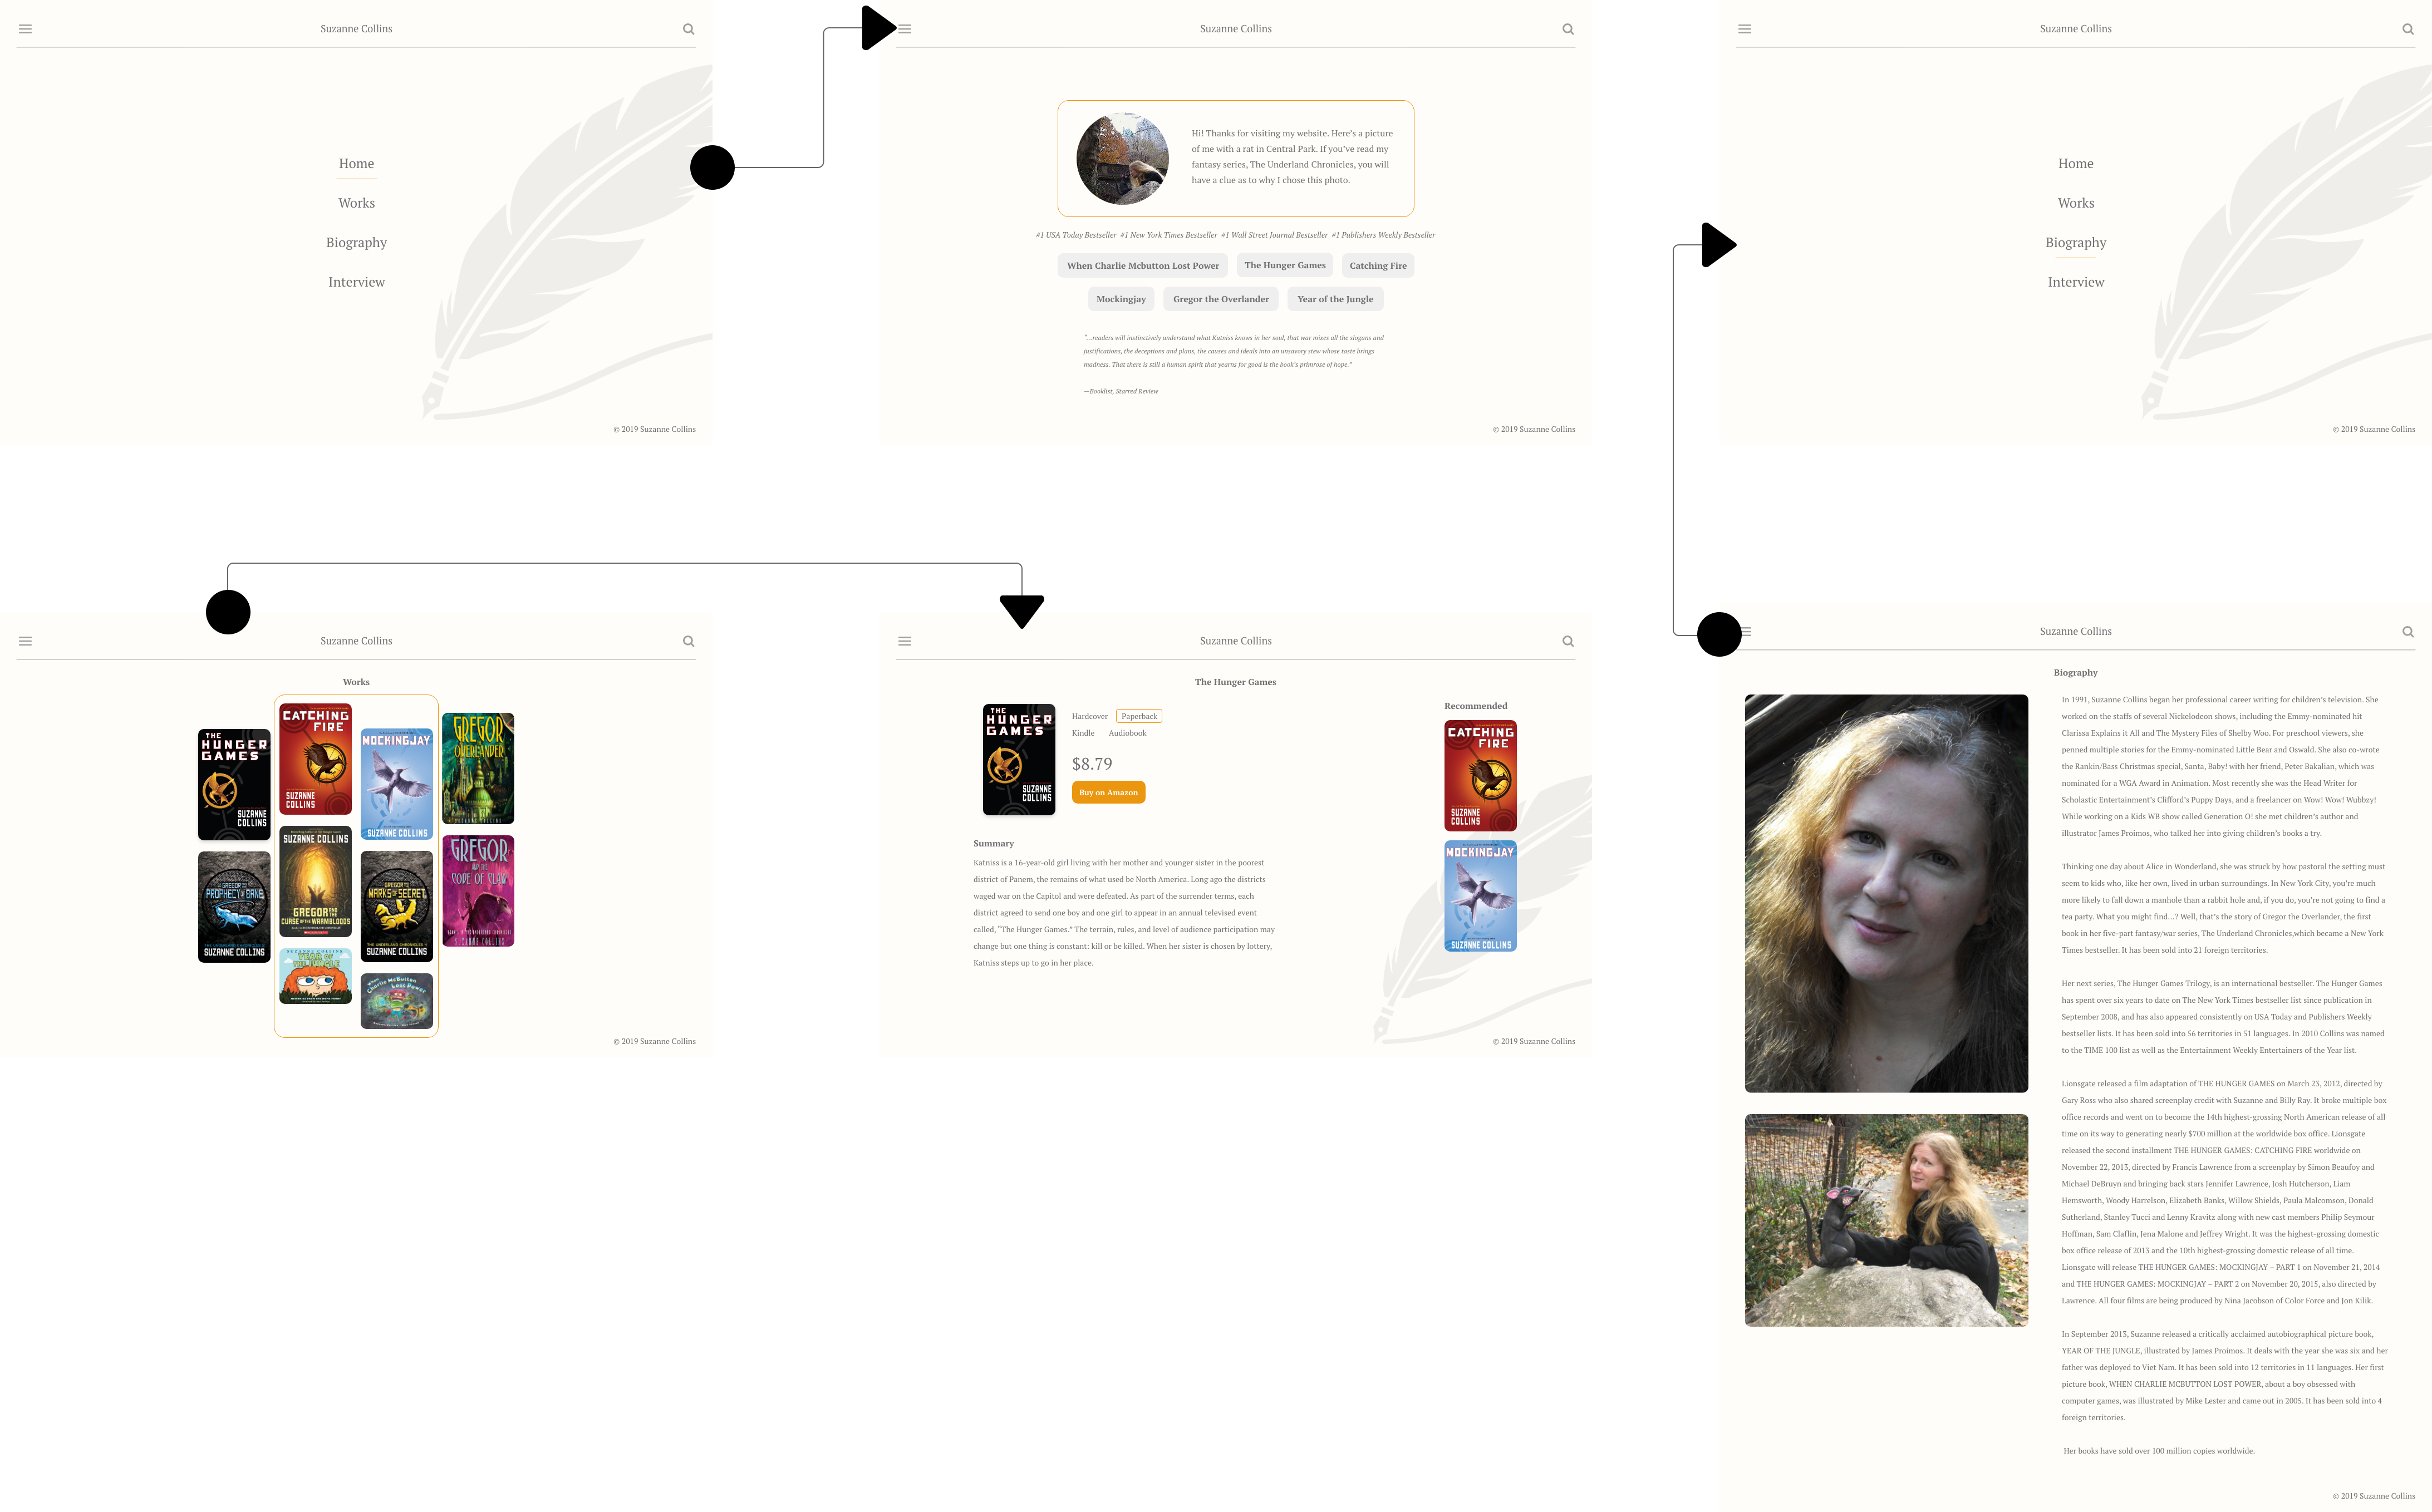 Suzanne Collins
Home
Works
Biography
Interview
© 2019 Suzanne Collins
Suzanne Collins
Hi! Thanks for visiting my website. Here's a picture
of me with a rat in Central Park. If you've read my
fantasy series, The Underland Chronicles, you will
have a clue as to why I chose this photo.
#1 USA Today Bestseller #1 New York Times Bestseller #1 Wall Street Journal Bestseller #1 Publishers Weekly Bestseller
When Charlie Mcbutton Lost Power The Hunger Games Catching Fire
Mockingjay Gregor the Overlander Year of the Jungle
"...readers will instinctively understand what Katniss knows in her soul, that war mixes all the slogans and
justifications, the deceptions and plans, the causes and ideals into an unsavory stew whose taste brings
madness. That there is still a human spirit that yearns for good is the book's primrose of hope."
—Booklist, Starred Review
© 2019 Suzanne Collins
Suzanne Collins
Home
Works
Biography
Interview
© 2019 Suzanne Collins
Suzanne Collins
Works
THE
HUNGER
GAMES
SUZANNE
COLLINS
CATCHING
FIRE
SUZANNE
COLLINS
MOCKINGJAY
SUZANNE COLLINS
GREGOR
OVERLANDER
SUZANNE COLLINS
GREGOR
PROPHECY OF BANE
SUZANNE COLLINS
SUZANNE COLLINS
GREGOR AND THE
CURSE OF THE WARMBLOODS
GREGOR
MARKS OF SECRET
THE UNDERLAND CHRONICLES
SUZANNE COLLINS
GREGOR
AND THE
CODE OF CLAW
SUZANNE COLLINS
SUZANNE COLLINS
YEAR OF
THE JUNGLE
When
Charlie McButton
Lost Power
© 2019 Suzanne Collins
Suzanne Collins
The Hunger Games
THE
HUNGER
GAMES
SUZANNE
COLLINS
Hardcover Paperback
Kindle Audiobook
$8.79
Buy on Amazon
Summary
Katniss is a 16-year-old girl living with her mother and younger sister in the poorest
district of Panem, the remains of what used be North America. Long ago the districts
waged war on the Capitol and were defeated. As part of the surrender terms, each
district agreed to send one boy and one girl to appear in an annual televised event
called, "The Hunger Games." The terrain, rules, and level of audience participation may
change but one thing is constant: kill or be killed. When her sister is chosen by lottery,
Katniss steps up to go in her place.
Recommended
CATCHING
FIRE
SUZANNE
COLLINS
MOCKINGJAY
SUZANNE COLLINS
© 2019 Suzanne Collins
Suzanne Collins
Biography
In 1991, Suzanne Collins began her professional career writing for children's television. She
worked on the staffs of several Nickelodeon shows, including the Emmy-nominated hit
Clarissa Explains it All and The Mystery Files of Shelby Woo. For preschool viewers, she
penned multiple stories for the Emmy-nominated Little Bear and Oswald. She also co-wrote
the Rankin/Bass Christmas special, Santa, Baby! with her friend, Peter Bakalian, which was
nominated for a WGA Award in Animation. Most recently she was the Head Writer for
Scholastic Entertainment's Clifford's Puppy Days, and a freelancer on Wow! Wow! Wubbzy!
While working on a Kids WB show called Generation O! she met children's author and
illustrator James Proimos, who talked her into giving children's books a try.
Thinking one day about Alice in Wonderland, she was struck by how pastoral the setting must
seem to kids who, like her own, lived in urban surroundings. In New York City, you're much
more likely to fall down a manhole than a rabbit hole and, if you do, you're not going to find a
tea party. What you might find...? Well, that's the story of Gregor the Overlander, the first
book in her five-part fantasy/war series, The Underland Chronicles,which became a New York
Times bestseller. It has been sold into 21 foreign territories.
Her next series, The Hunger Games Trilogy, is an international bestseller. The Hunger Games
has spent over six years to date on The New York Times bestseller list since publication in
September 2008, and has also appeared consistently on USA Today and Publishers Weekly
bestseller lists. It has been sold into 56 territories in 51 languages. In 2010 Collins was named
to the TIME 100 list as well as the Entertainment Weekly Entertainers of the Year list.
Lionsgate released a film adaptation of THE HUNGER GAMES on March 23, 2012, directed by
Gary Ross who also shared screenplay credit with Suzanne and Billy Ray. It broke multiple box
office records and went on to become the 14th highest-grossing North American release of all
time on its way to generating nearly $700 million at the worldwide box office. Lionsgate
released the second installment THE HUNGER GAMES: CATCHING FIRE worldwide on
November 22, 2013, directed by Francis Lawrence from a screenplay by Simon Beaufoy and
Michael DeBruyn and bringing back stars Jennifer Lawrence, Josh Hutcherson, Liam
Hemsworth, Woody Harrelson, Elizabeth Banks, Willow Shields, Paula Malcomson, Donald
Sutherland, Stanley Tucci and Lenny Kravitz along with new cast members Philip Seymour
Hoffman, Sam Claflin, Jena Malone and Jeffrey Wright. It was the highest-grossing domestic
box office release of 2013 and the 10th highest-grossing domestic release of all time.
Lionsgate will release THE HUNGER GAMES: MOCKINGJAY – PART 1 on November 21, 2014
and THE HUNGER GAMES: MOCKINGJAY – PART 2 on November 20, 2015, also directed by
Lawrence. All four films are being produced by Nina Jacobson of Color Force and Jon Kilik.
In September 2013, Suzanne released a critically acclaimed autobiographical picture book,
YEAR OF THE JUNGLE, illustrated by James Proimos. It deals with the year she was six and her
father was deployed to Viet Nam. It has been sold into 12 territories in 11 languages. Her first
picture book, WHEN CHARLIE MCBUTTON LOST POWER, about a boy obsessed with
computer games, was illustrated by Mike Lester and came out in 2005. It has been sold into 4
foreign territories.
Her books have sold over 100 million copies worldwide.
© 2019 Suzanne Collins